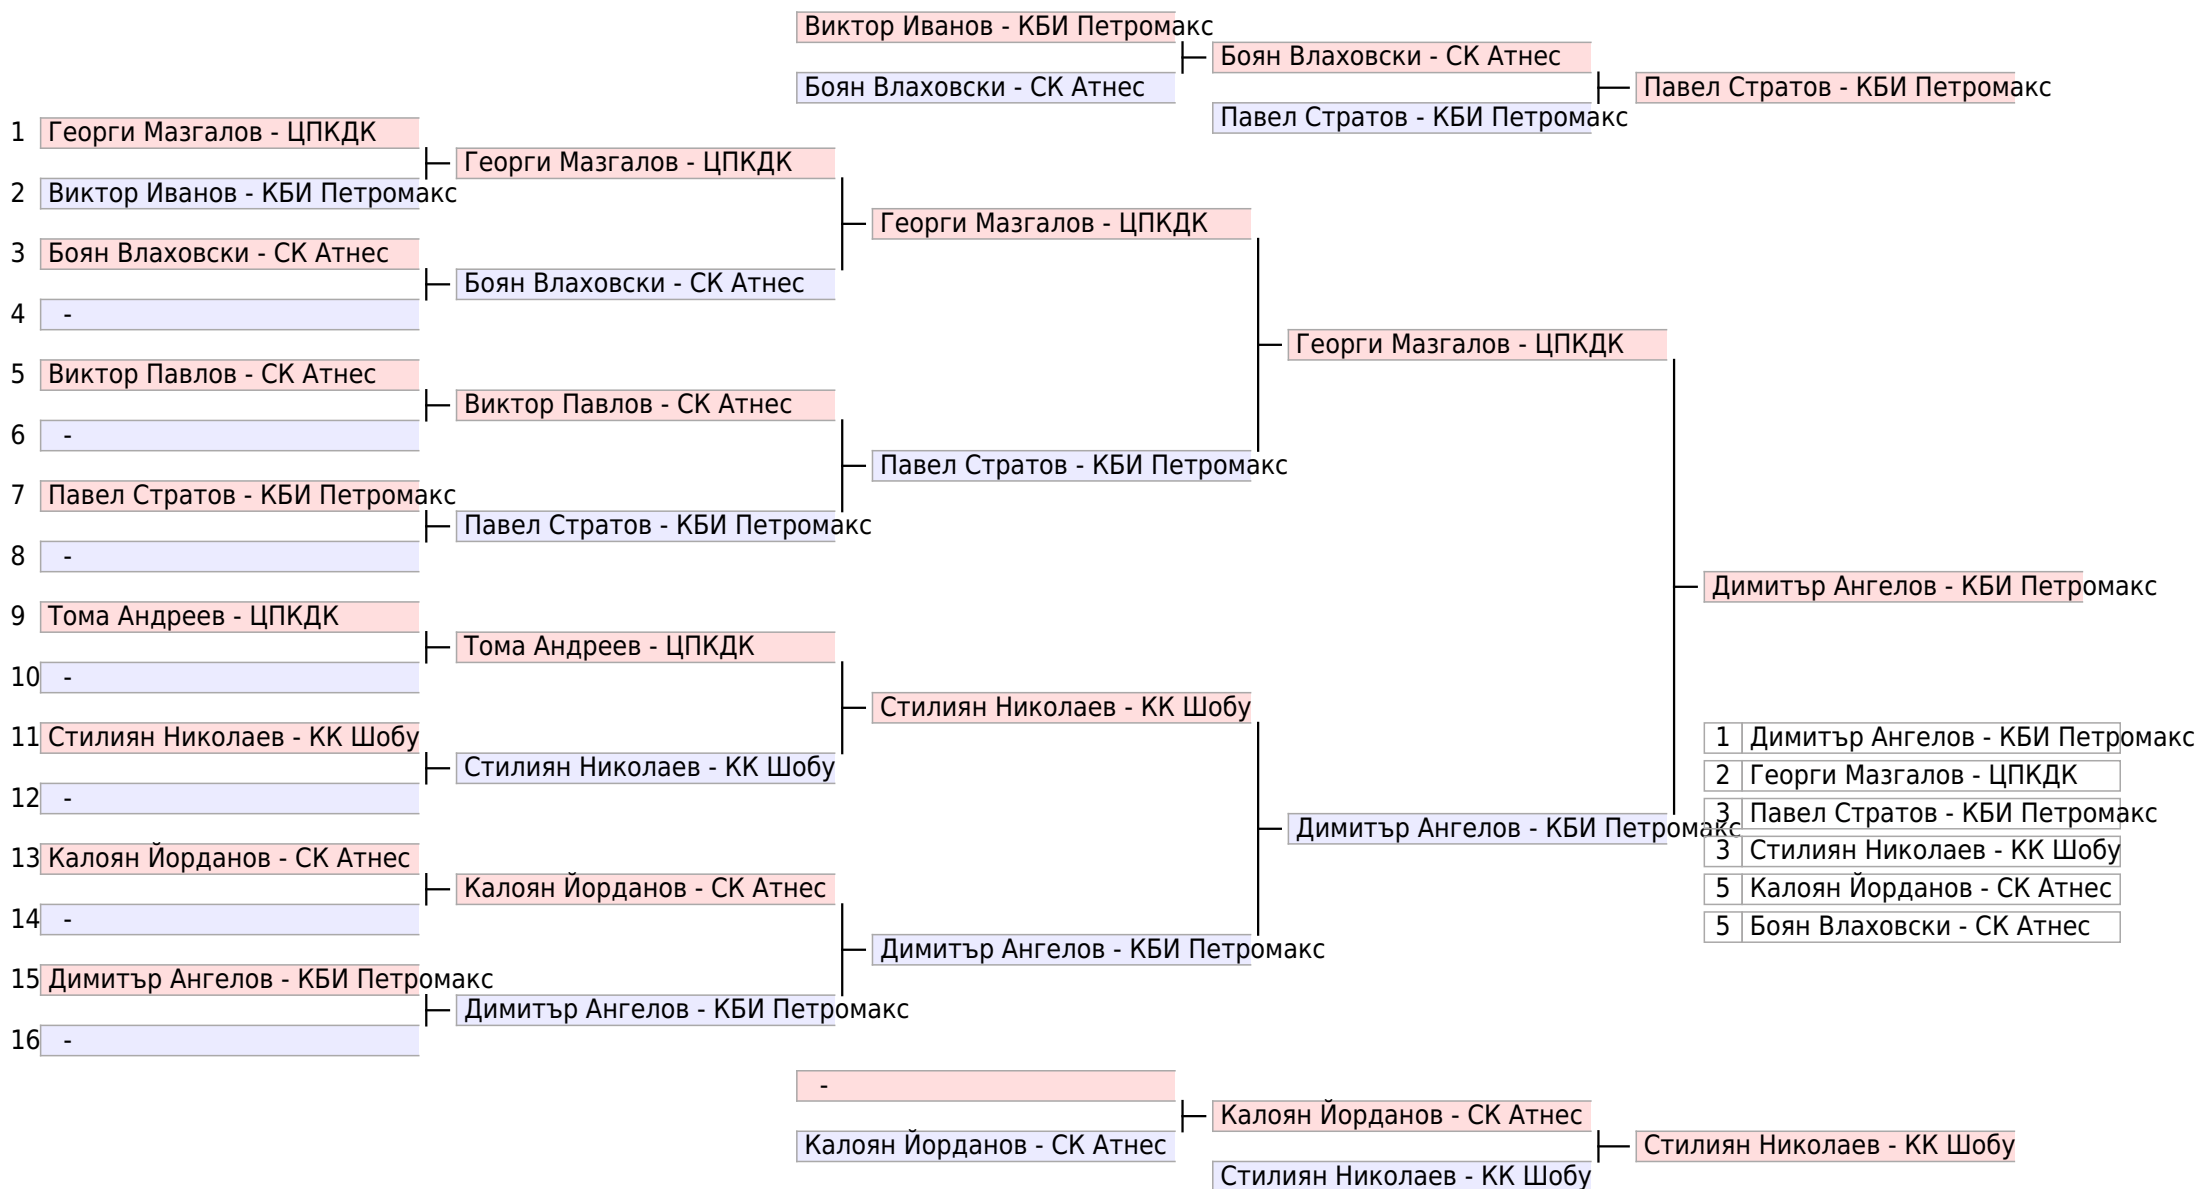 Виктор Иванов - КБИ Петромакс
Боян Влаховски - СК Атнес
Боян Влаховски - СК Атнес
Павел Стратов - КБИ Петромакс
Павел Стратов - КБИ Петромакс
1 Георги Мазгалов - ЦПКДК
Георги Мазгалов - ЦПКДК
2 Виктор Иванов - КБИ Петромакс
Георги Мазгалов - ЦПКДК
3 Боян Влаховски - СК Атнес
Боян Влаховски - СК Атнес
4 -
Георги Мазгалов - ЦПКДК
5 Виктор Павлов - СК Атнес
Виктор Павлов - СК Атнес
6 -
Павел Стратов - КБИ Петромакс
7 Павел Стратов - КБИ Петромакс
Павел Стратов - КБИ Петромакс
8 -
Димитър Ангелов - КБИ Петромакс
9 Тома Андреев - ЦПКДК
Тома Андреев - ЦПКДК
10 -
Стилиян Николаев - КК Шобу
11 Стилиян Николаев - КК Шобу
Стилиян Николаев - КК Шобу
12 -
Димитър Ангелов - КБИ Петромакс
13 Калоян Йорданов - СК Атнес
Калоян Йорданов - СК Атнес
14 -
Димитър Ангелов - КБИ Петромакс
15 Димитър Ангелов - КБИ Петромакс
Димитър Ангелов - КБИ Петромакс
16 -
1 Димитър Ангелов - КБИ Петромакс
2 Георги Мазгалов - ЦПКДК
3 Павел Стратов - КБИ Петромакс
3 Стилиян Николаев - КК Шобу
5 Калоян Йорданов - СК Атнес
5 Боян Влаховски - СК Атнес
-
Калоян Йорданов - СК Атнес
Калоян Йорданов - СК Атнес
Стилиян Николаев - КК Шобу
Стилиян Николаев - КК Шобу